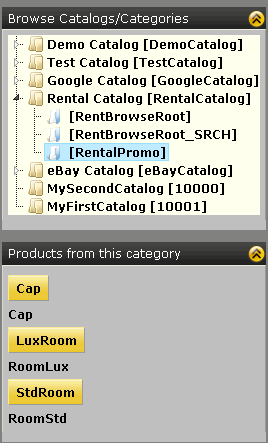 Browse Catalogs/Categories
Demo Catalog [DemoCatalog]
Test Catalog [TestCatalog]
Google Catalog [GoogleCatalog]
Rental Catalog [RentalCatalog]
[RentBrowseRoot]
[RentBrowseRoot_SRCH]
[RentalPromo]
eBay Catalog [eBayCatalog]
MySecondCatalog [10000]
MyFirstCatalog [10001]
Products from this category
Cap
Cap
LuxRoom
RoomLux
StdRoom
RoomStd